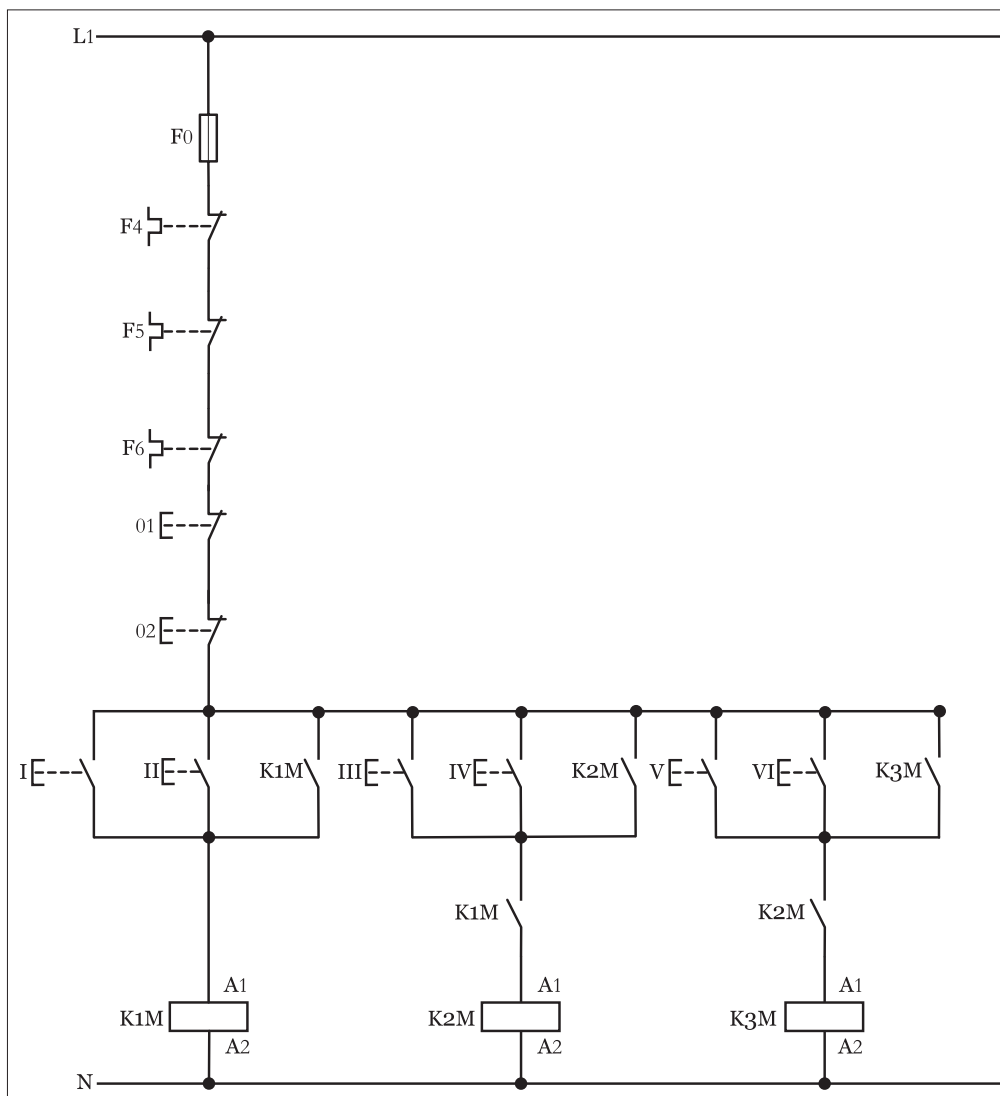 L1
F0
F4
F5
F6
01
02
I II K1M III IV K2M V VI K3M
K1M K2M
A1 A1 A1
K1M K2M K3M
A2 A2 A2
N